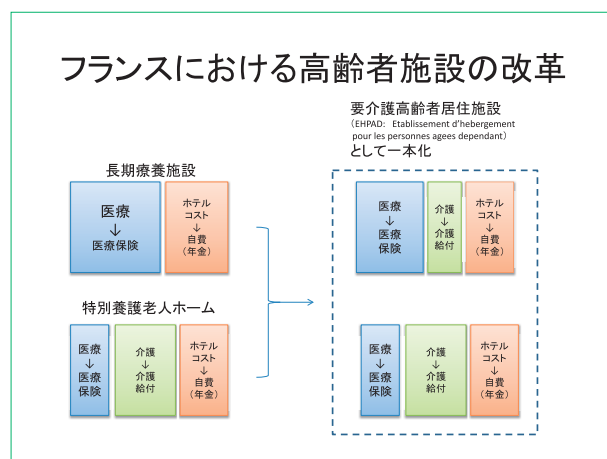 フランスにおける高齢者施設の改革
要介護高齢者居住施設
(EHPAD: Etablissement d'hebergement
pour les personnes agees dependant)
として一本化
長期療養施設
医療
↓
医療保険
ホテル
コスト
↓
自費
(年金)
医療
↓
医療
保険
介護
↓
介護
給付
ホテル
コスト
↓
自費
(年金)
特別養護老人ホーム
医療
↓
医療
保険
介護
↓
介護
給付
ホテル
コスト
↓
自費
(年金)
医療
↓
医療
保険
介護
↓
介護
給付
ホテル
コスト
↓
自費
(年金)